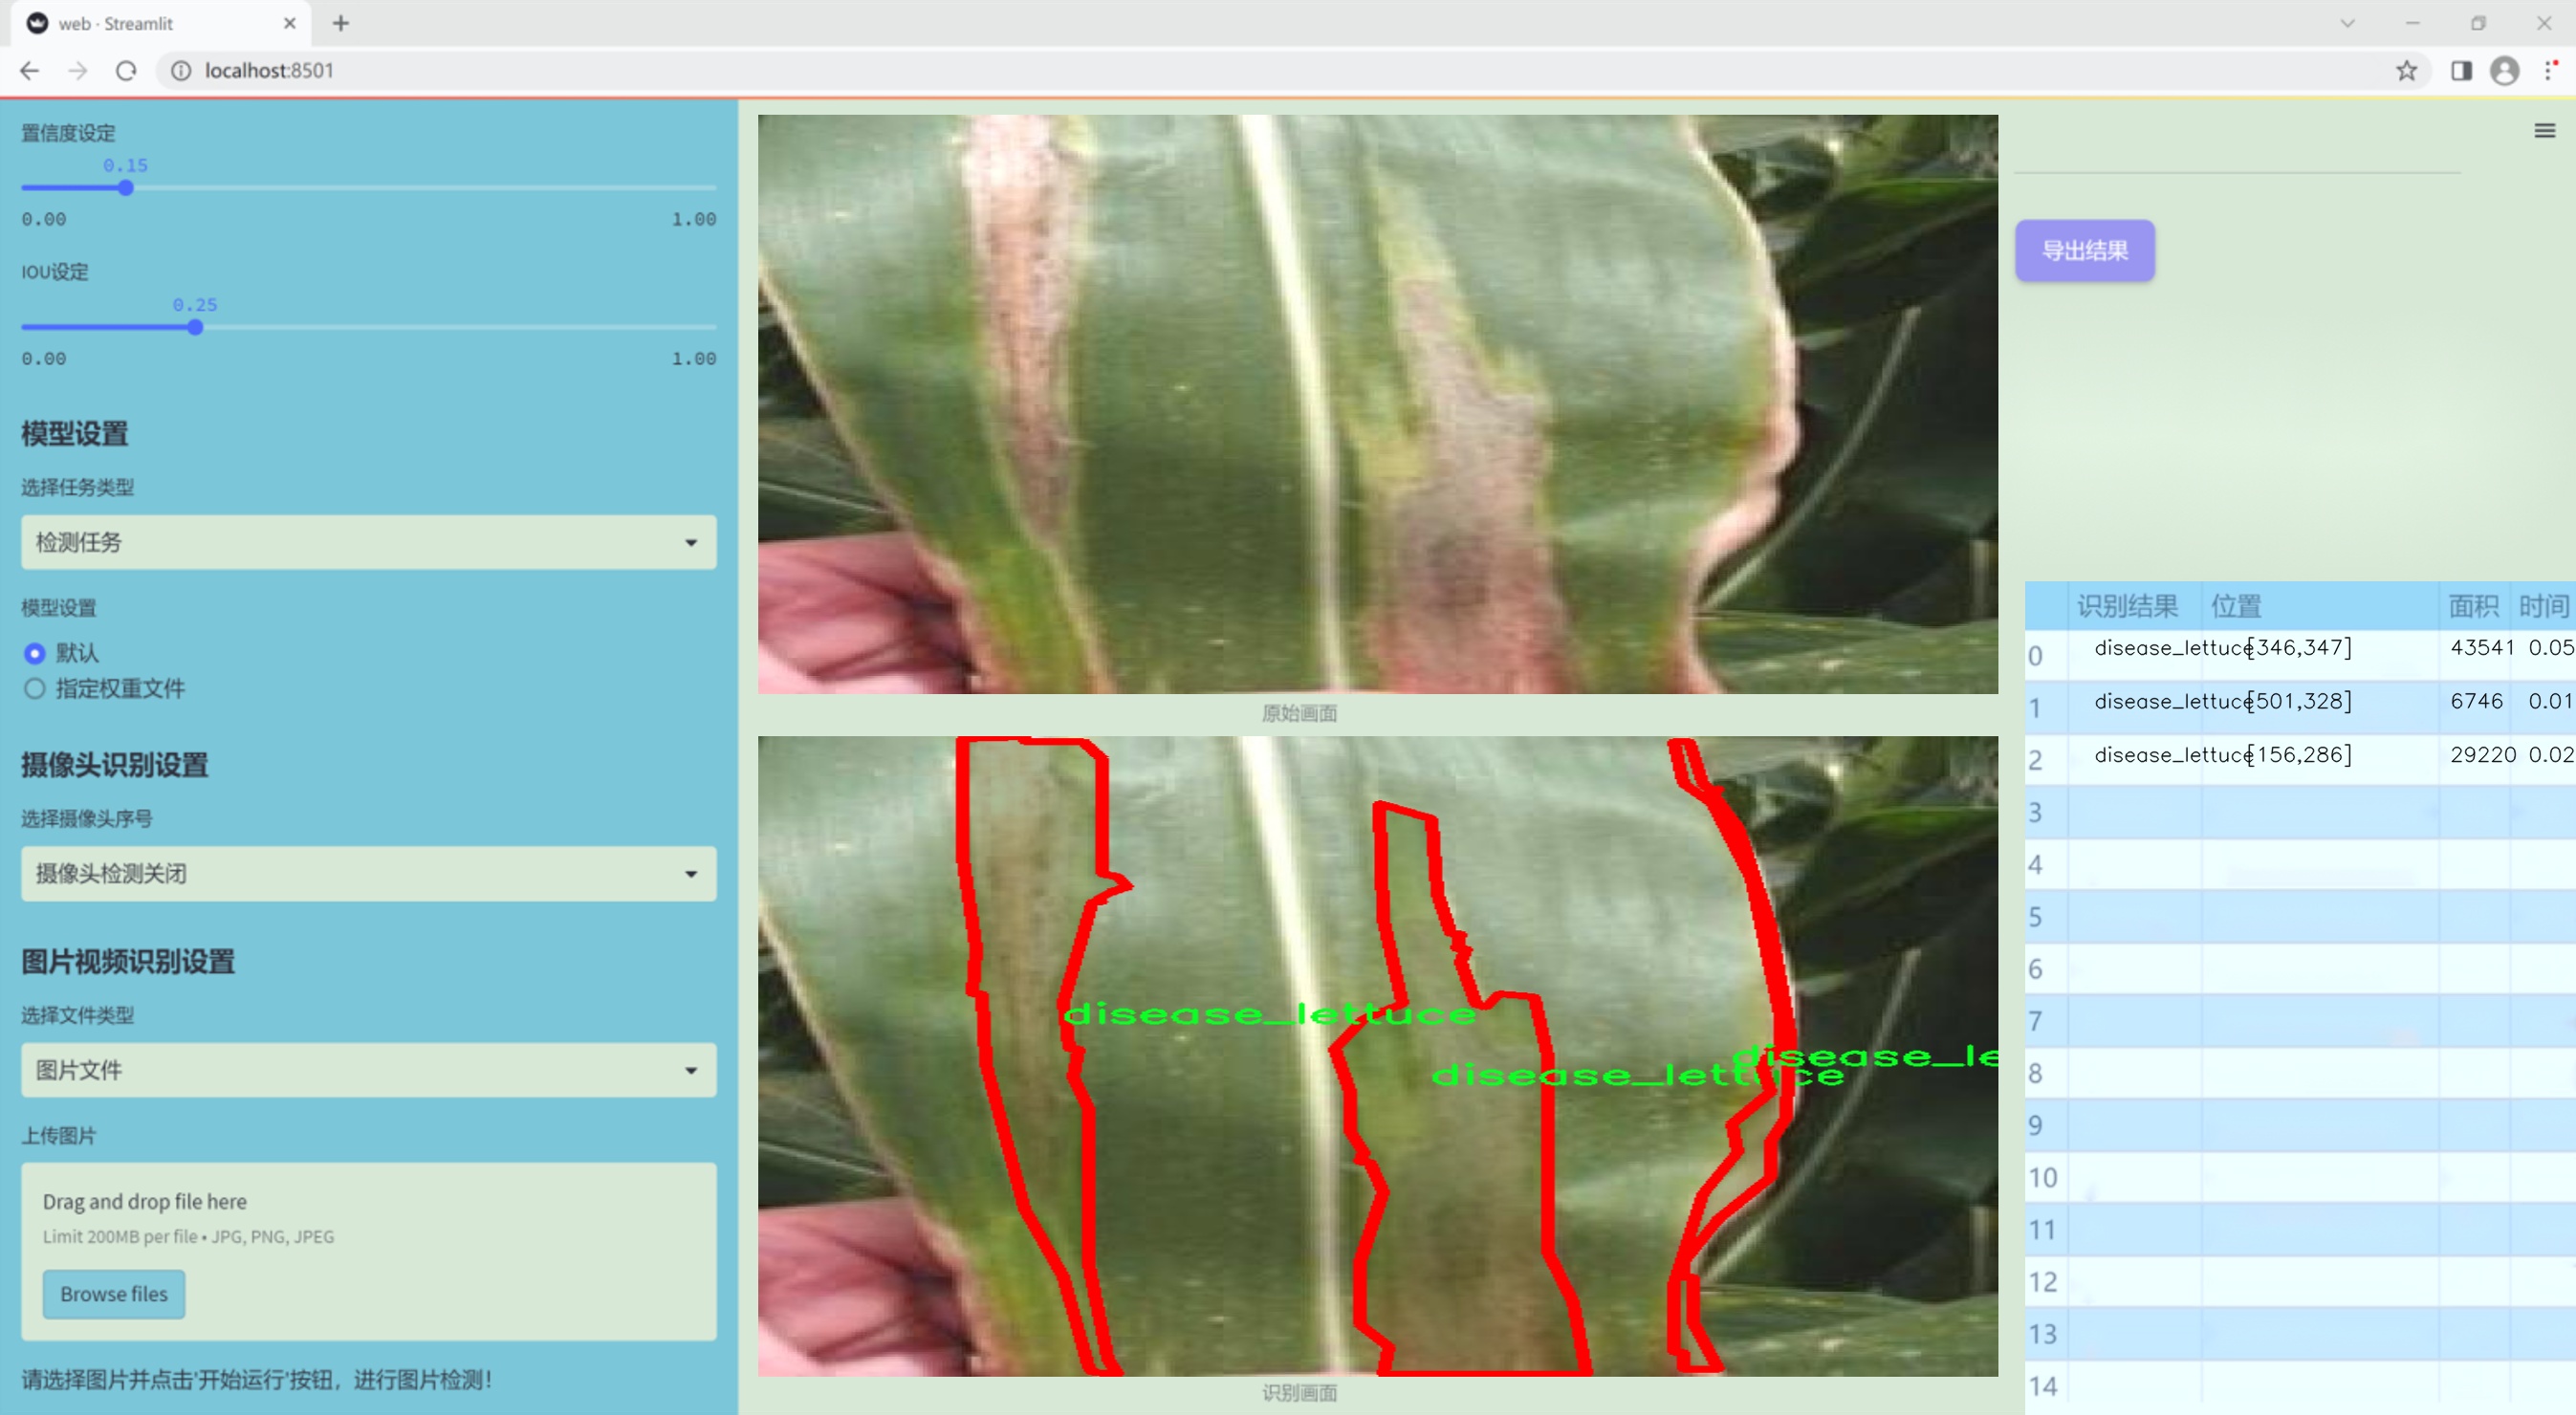 web · Streamlit
localhost:8501
置信度设定
0.15
0.00 1.00
IOU设定
0.25
0.00 1.00
模型设置
选择任务类型
检测任务
模型设置
默认
指定权重文件
摄像头识别设置
选择摄像头序号
摄像头检测关闭
图片视频识别设置
选择文件类型
图片文件
上传图片
Drag and drop file here
Limit 200MB per file • JPG, PNG, JPEG
Browse files
请选择图片并点击'开始运行'按钮，进行图片检测！
原始画面
disease_lettuce
disease_le
disease_lettuce
识别画面
导出结果
识别结果 位置 面积 时间
0 disease_lettuce [346,347] 43541 0.05
1 disease_lettuce [501,328] 6746 0.01
2 disease_lettuce [156,286] 29220 0.02
3
4
5
6
7
8
9
10
11
12
13
14